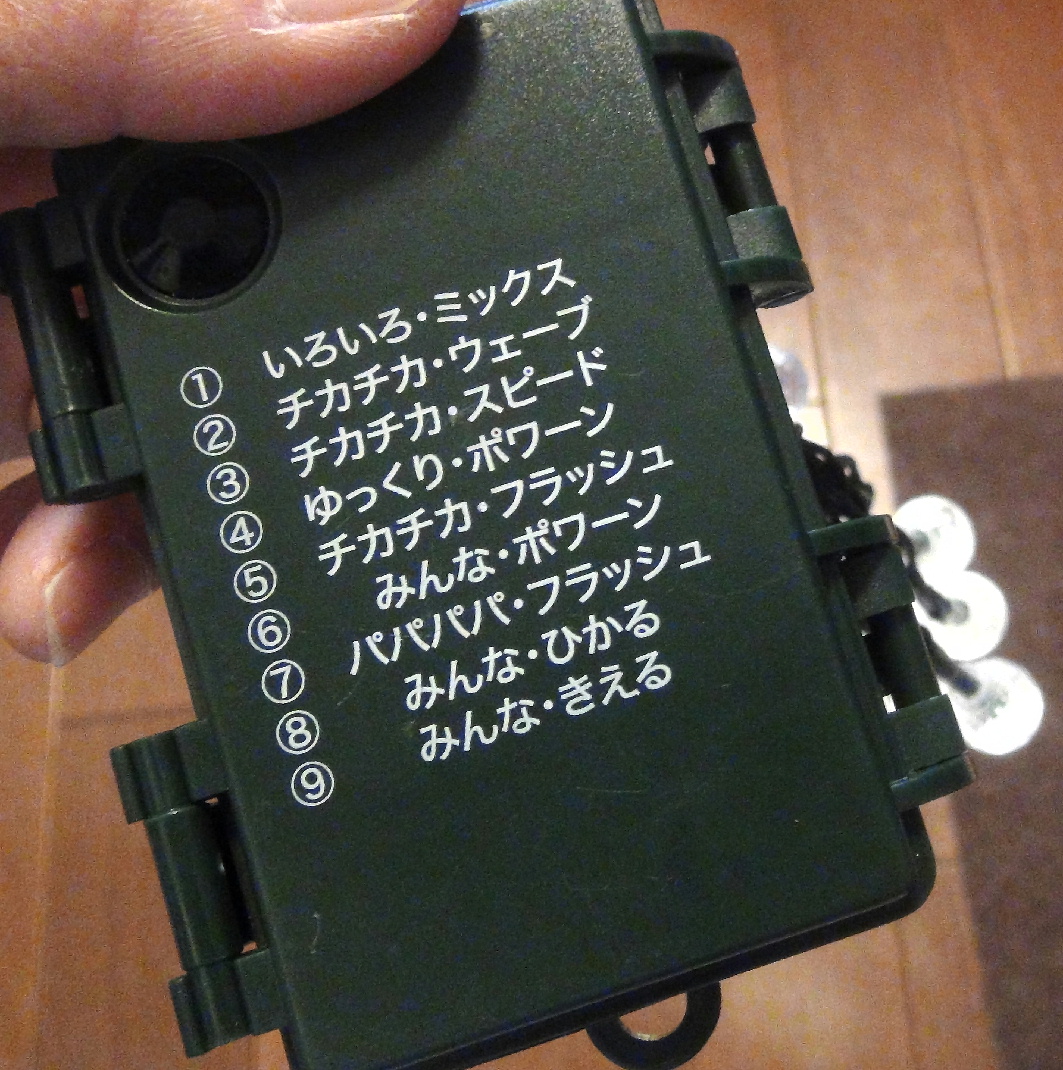 ① いろいろ・ミックス
② チカチカ・ウェーブ
③ チカチカ・スピード
④ ゆっくり・ポワーン
⑤ チカチカ・フラッシュ
⑥ みんな・ポワーン
⑦ パパパパ・フラッシュ
⑧ みんな・ひかる
⑨ みんな・きえる